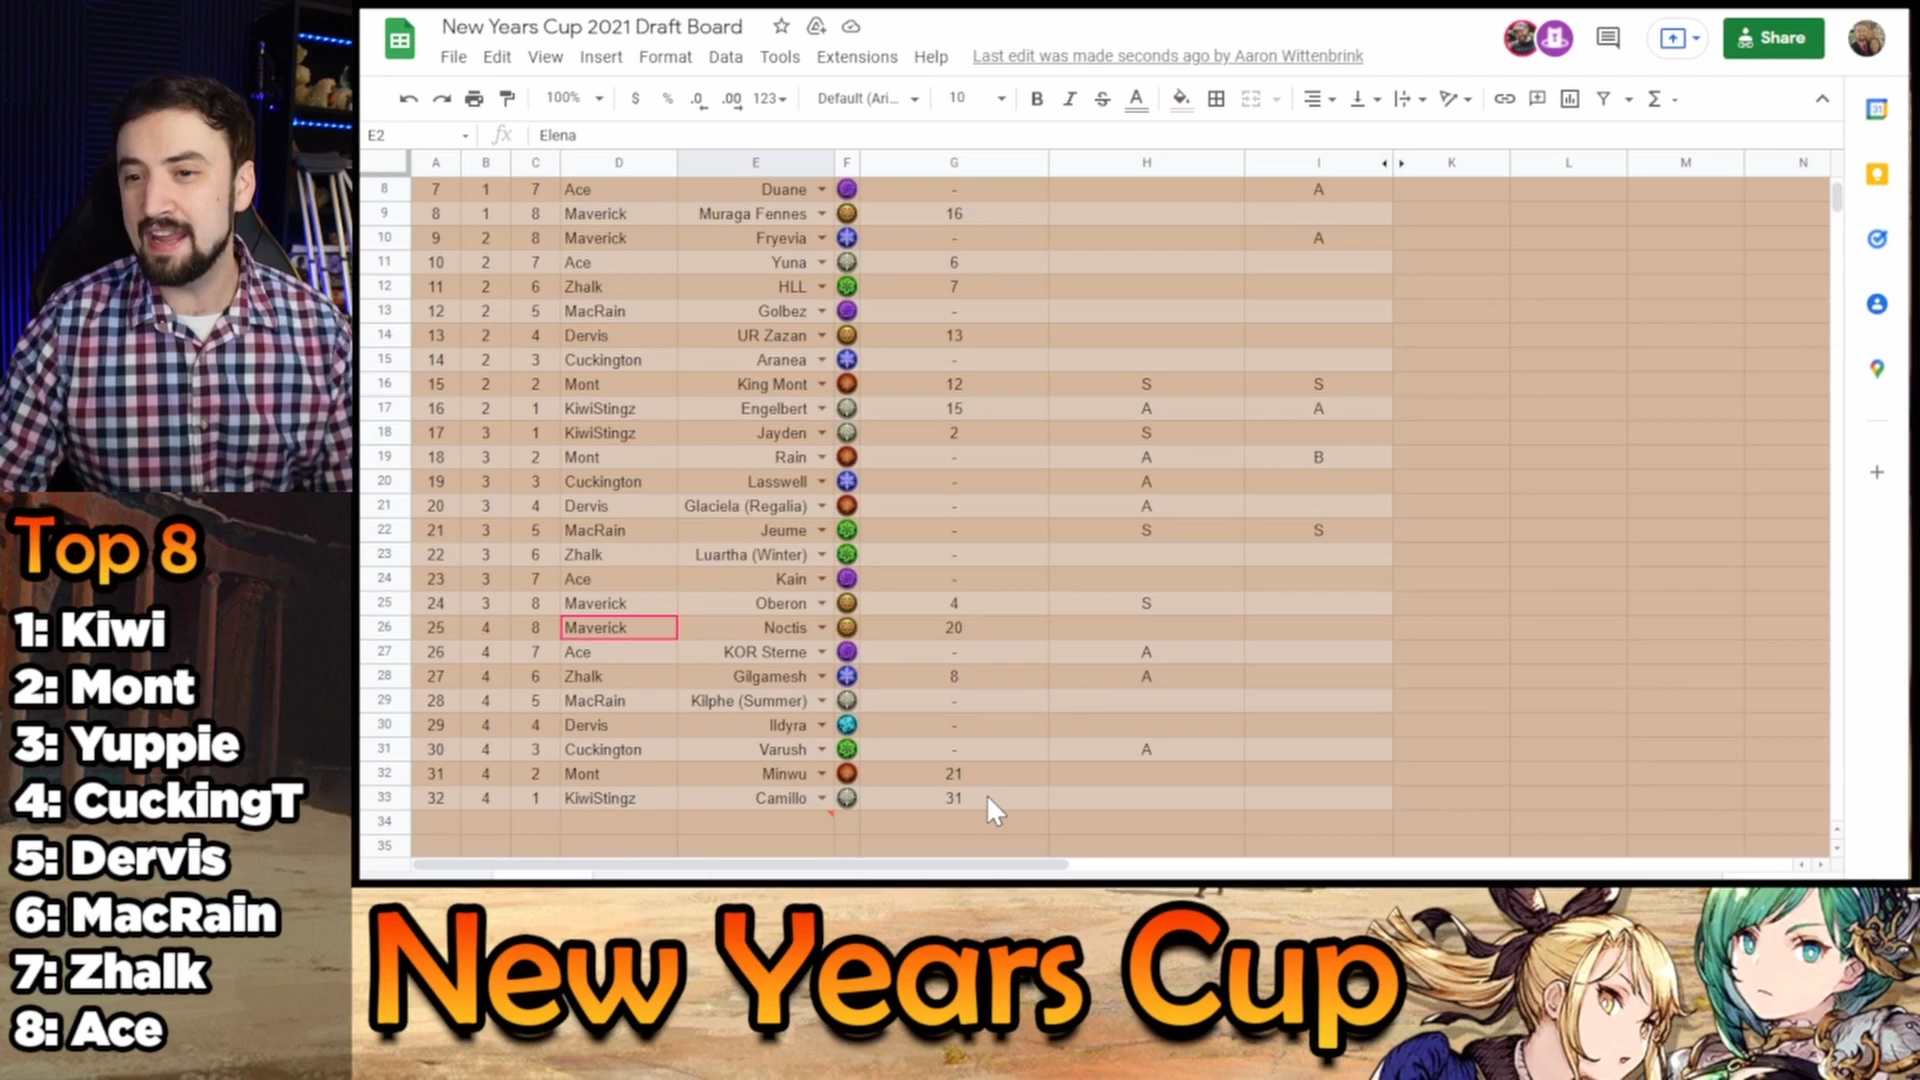 New Years Cup 2021 Draft Board
File Edit View Insert Format Data Tools Extensions Help Last edit was made seconds ago by Aaron Wittenbrink
Share
100% $ % .0 .00 123 Default (Ari... 10 B I S A Σ
E2 fx Elena
31
A B C D E F G H I K L M N
8 7 1 7 Ace Duane - A
9 8 1 8 Maverick Muraga Fennes 16
10 9 2 8 Maverick Fryevia - A
11 10 2 7 Ace Yuna 6
12 11 2 6 Zhalk HLL 7
13 12 2 5 MacRain Golbez -
14 13 2 4 Dervis UR Zazan 13
15 14 2 3 Cuckington Aranea -
16 15 2 2 Mont King Mont 12 S S
17 16 2 1 KiwiStingz Engelbert 15 A A
18 17 3 1 KiwiStingz Jayden 2 S
19 18 3 2 Mont Rain - A B
20 19 3 3 Cuckington Lasswell - A
21 20 3 4 Dervis Glaciela (Regalia) - A
22 21 3 5 MacRain Jeume - S S
23 22 3 6 Zhalk Luartha (Winter) -
24 23 3 7 Ace Kain -
25 24 3 8 Maverick Oberon 4 S
26 25 4 8 Maverick Noctis 20
27 26 4 7 Ace KOR Sterne - A
28 27 4 6 Zhalk Gilgamesh 8 A
29 28 4 5 MacRain Kilphe (Summer) -
30 29 4 4 Dervis Ildyra -
31 30 4 3 Cuckington Varush - A
32 31 4 2 Mont Minwu 21
33 32 4 1 KiwiStingz Camillo 31
34
35
Top 8
1: Kiwi
2: Mont
3: Yuppie
4: CuckingT
5: Dervis
6: MacRain
7: Zhalk
8: Ace
New Years Cup